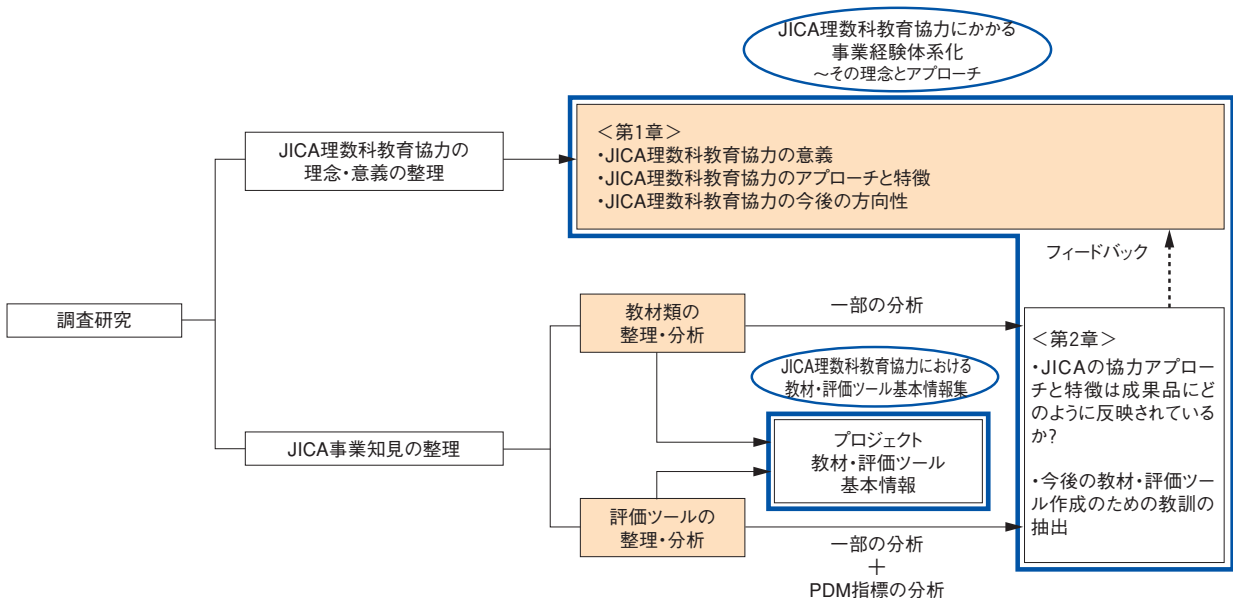 JICA理数科教育協力にかかる
事業経験体系化
～その理念とアプローチ
JICA理数科教育協力の
理念・意義の整理
＜第1章＞
・JICA理数科教育協力の意義
・JICA理数科教育協力のアプローチと特徴
・JICA理数科教育協力の今後の方向性
フィードバック
調査研究
教材類の
整理・分析
一部の分析
JICA理数科教育協力における
教材・評価ツール基本情報集
＜第2章＞
・JICAの協力アプロー
チと特徴は成果品にど
のように反映されている
か?
・今後の教材・評価ツー
ル作成のための教訓の
抽出
JICA事業知見の整理
プロジェクト
教材・評価ツール
基本情報
評価ツールの
整理・分析
一部の分析
＋
PDM指標の分析